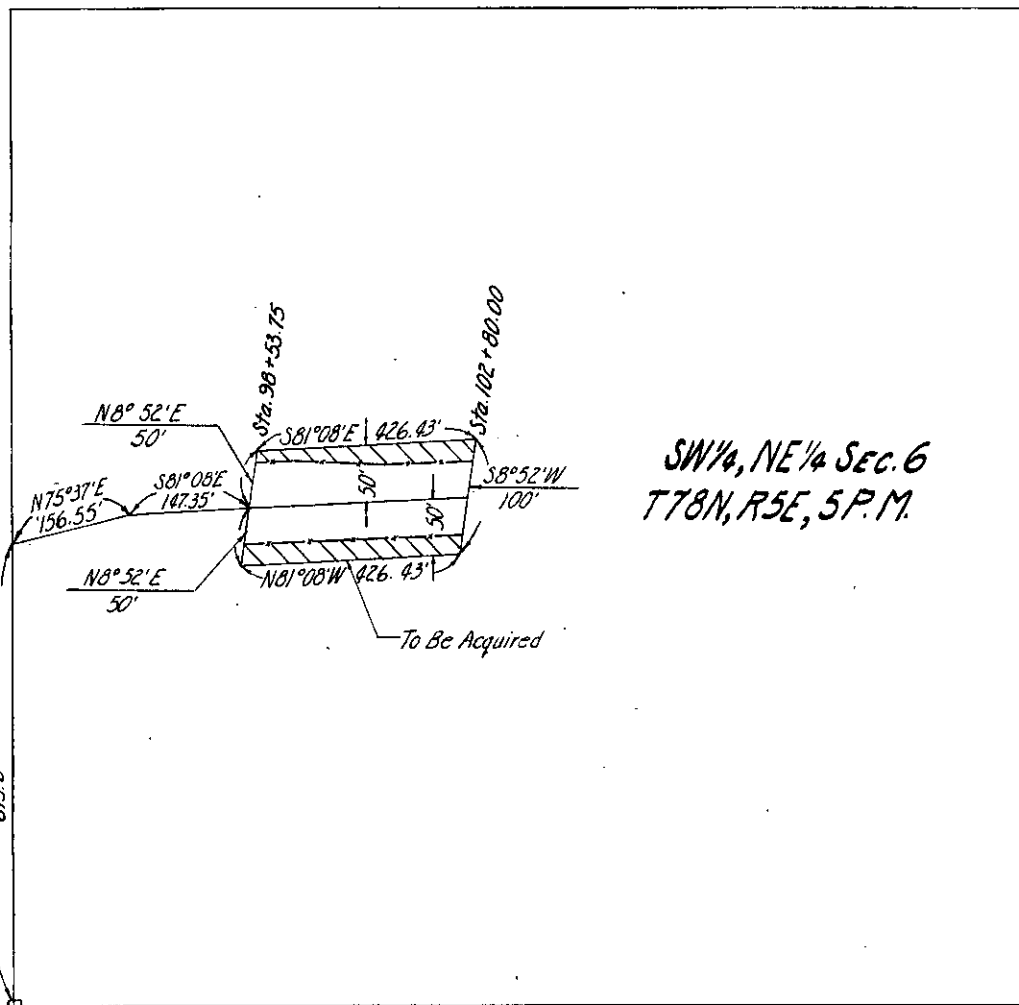 Sta. 98+53.75
Sta. 102+80.00
N8° 52'E
50'
S81°08'E 426.43'
SW1/4, NE1/4 SEC. 6
T78N, R5E, 5 P.M.
S8°52'W
100'
N75°37'E
156.55'
S81°08'E
147.35'
50'
50'
N8°52'E
50'
N81°08'W 426.43'
To Be Acquired